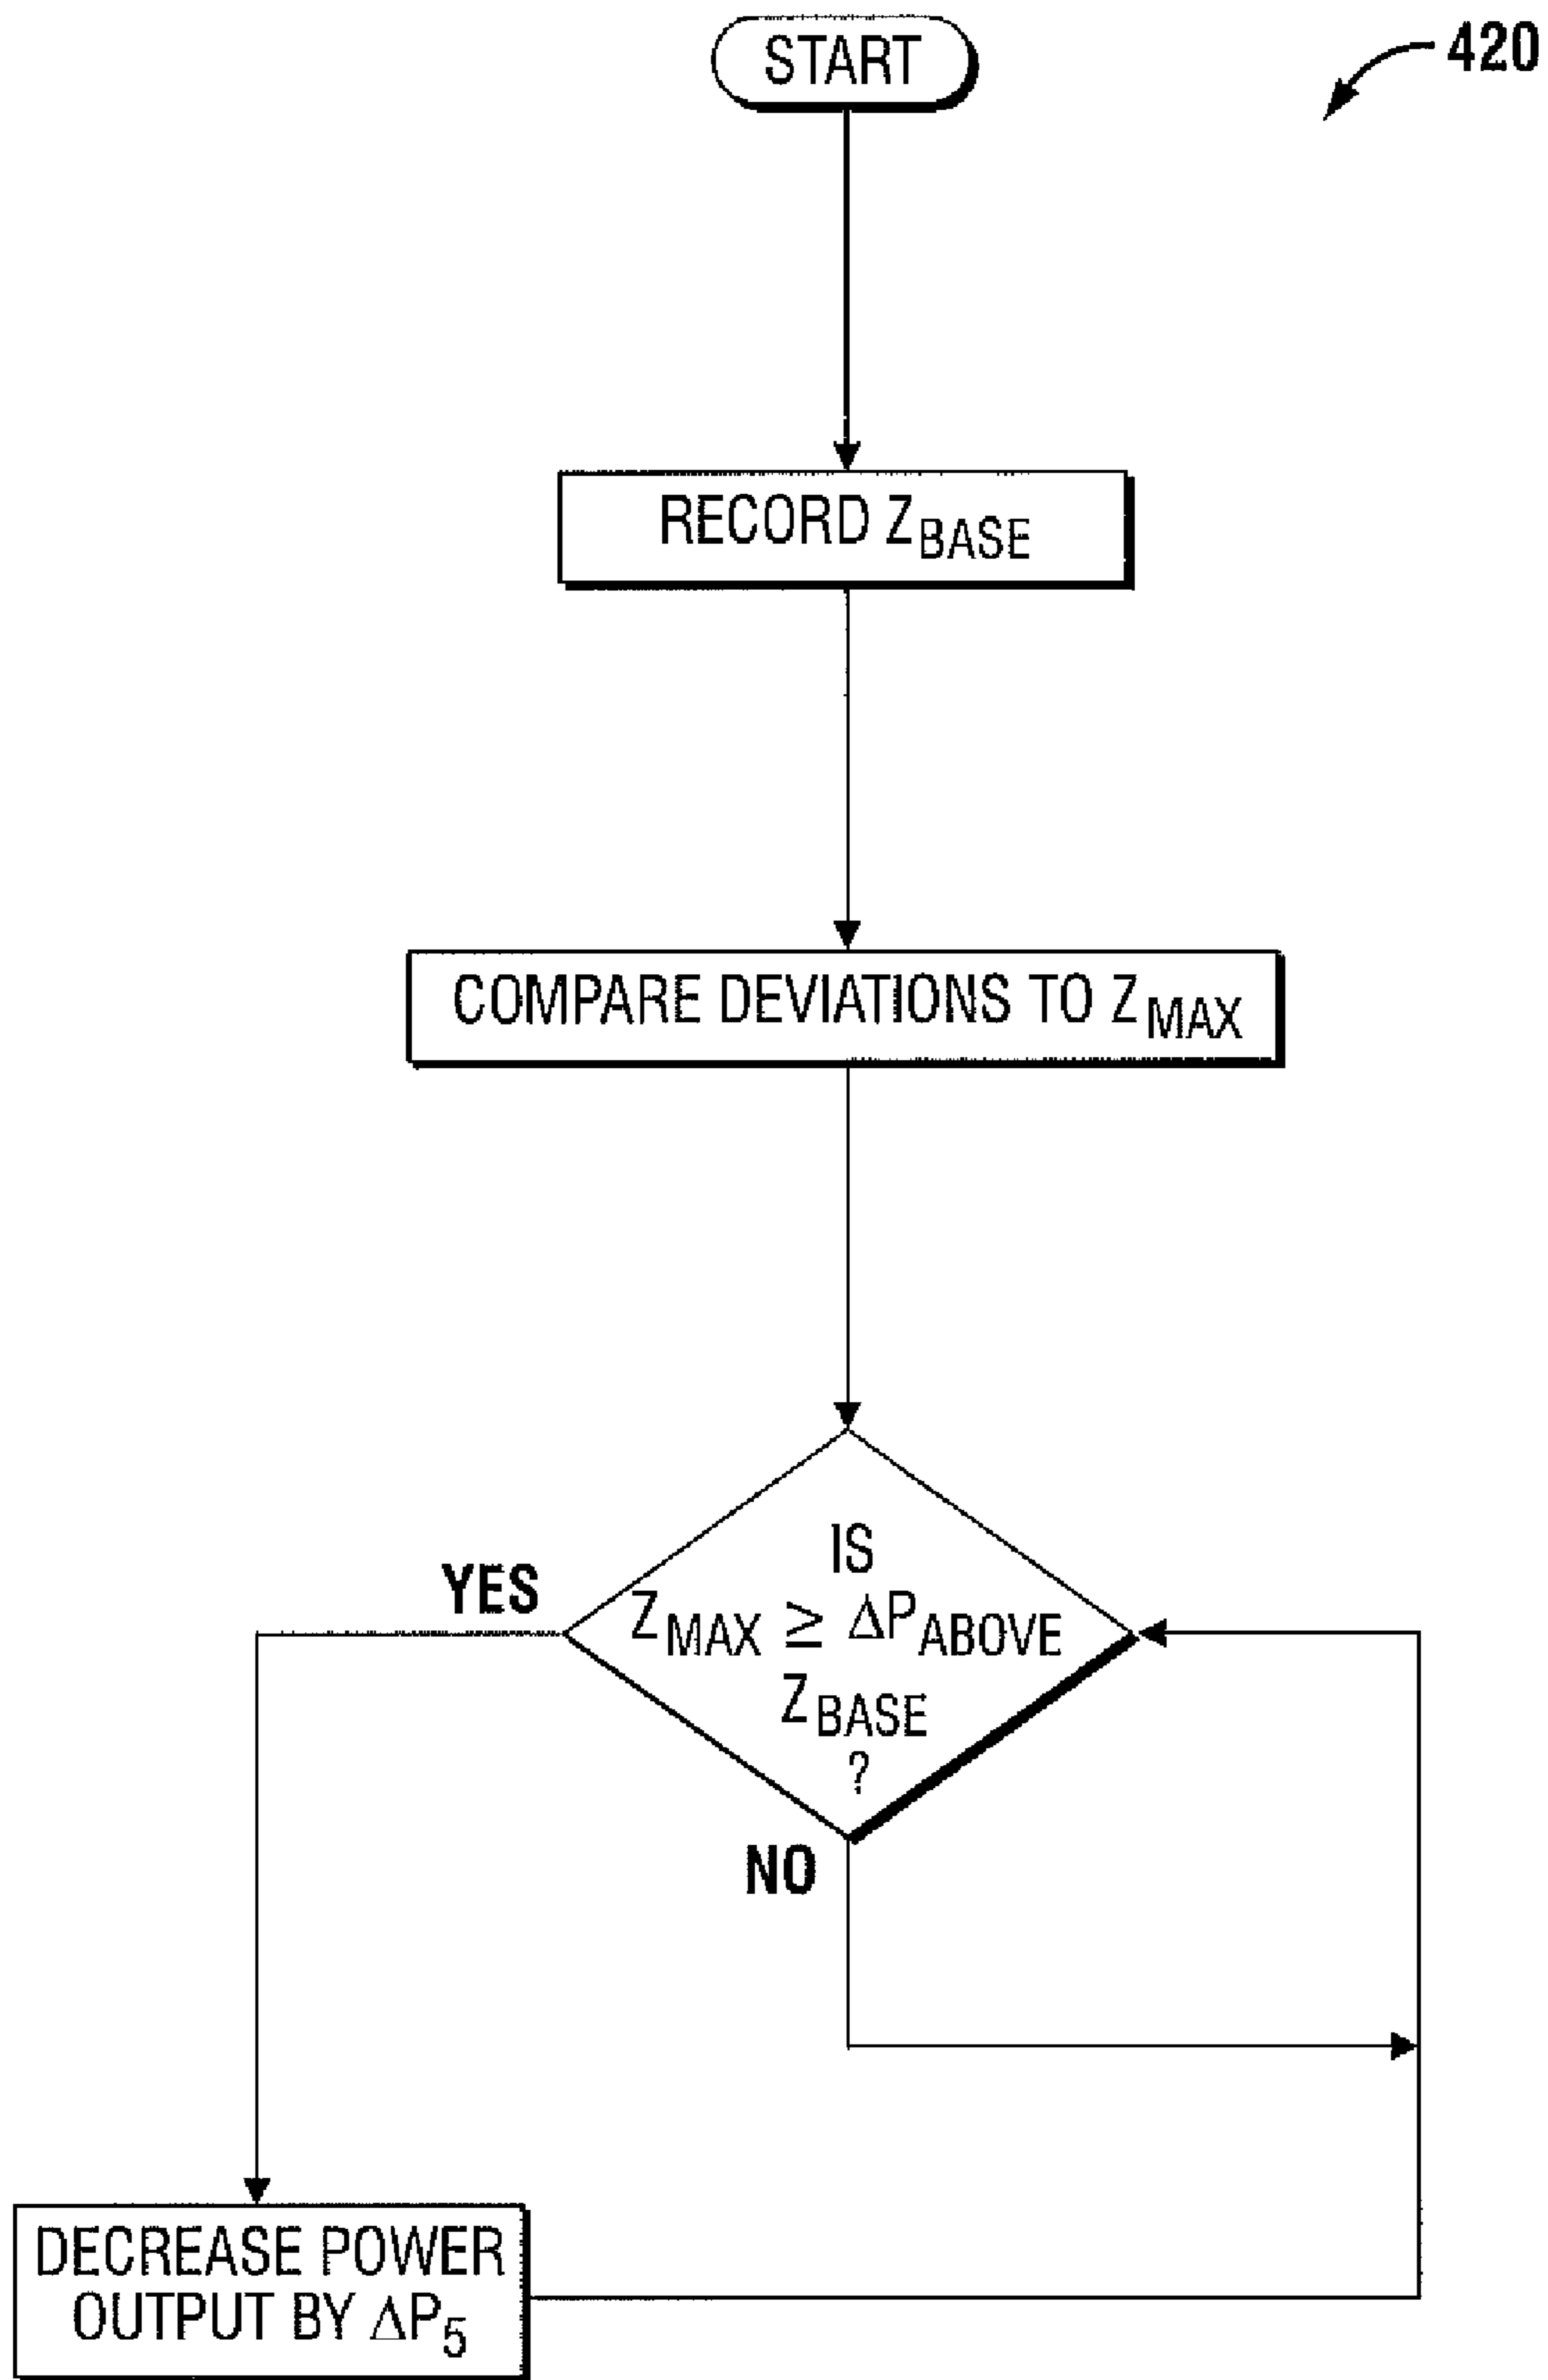 START
420
RECORD Z_BASE
COMPARE DEVIATIONS TO Z_MAX
IS
Z_MAX ≥ ΔP_ABOVE
Z_BASE
?
YES
NO
DECREASE POWER
OUTPUT BY ΔP_5